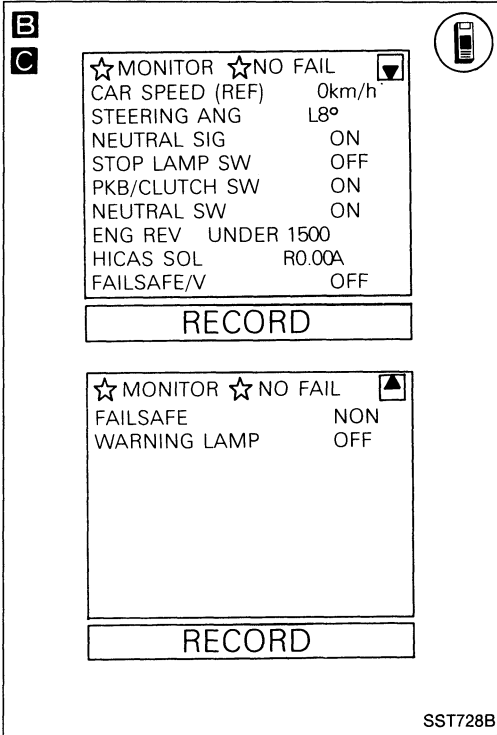 B
C
☆MONITOR ☆NO FAIL ▼
CAR SPEED (REF) 0km/h
STEERING ANG L8º
NEUTRAL SIG ON
STOP LAMP SW OFF
PKB/CLUTCH SW ON
NEUTRAL SW ON
ENG REV UNDER 1500
HICAS SOL R0.00A
FAILSAFE/V OFF
RECORD
☆MONITOR ☆NO FAIL ▲
FAILSAFE NON
WARNING LAMP OFF
RECORD
SST728B